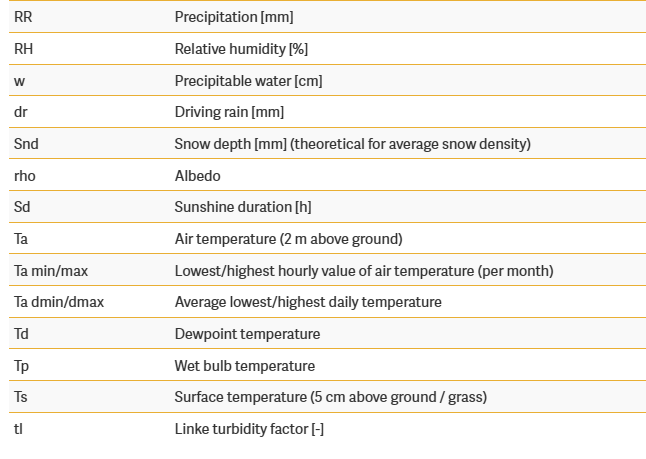 RR Precipitation [mm]
RH Relative humidity [%]
w Precipitable water [cm]
dr Driving rain [mm]
Snd Snow depth [mm] (theoretical for average snow density)
rho Albedo
Sd Sunshine duration [h]
Ta Air temperature (2 m above ground)
Ta min/max Lowest/highest hourly value of air temperature (per month)
Ta dmin/dmax Average lowest/highest daily temperature
Td Dewpoint temperature
Tp Wet bulb temperature
Ts Surface temperature (5 cm above ground / grass)
tl Linke turbidity factor [-]